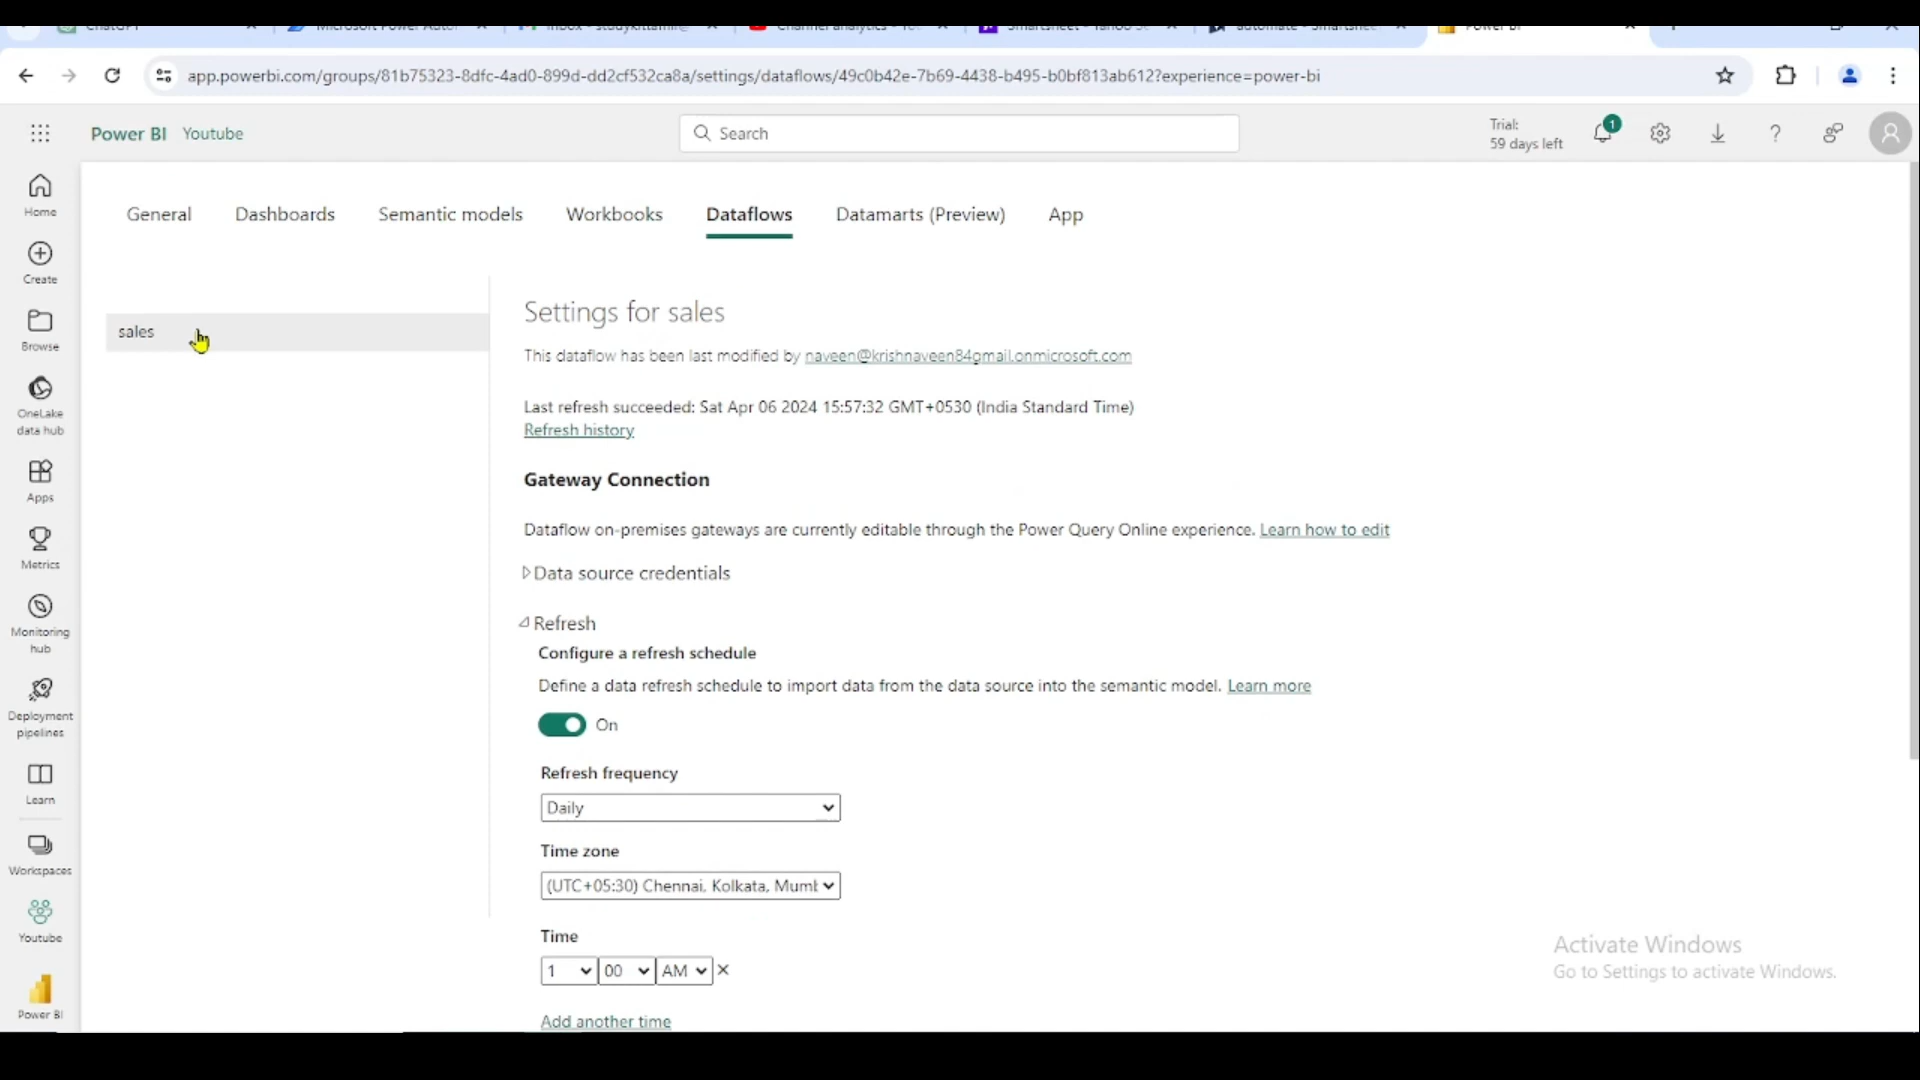 app.powerbi.com/groups/81b75323-8dfc-4ad0-899d-dd2cf532ca8a/settings/dataflows/49c0b42e-7b69-4438-b495-b0bf813ab612?experience=power-bi
Power BI Youtube
Search
Trial:
59 days left
1
Home
Create
Browse
OneLake
data hub
Apps
Metrics
Monitoring
hub
Deployment
pipelines
Learn
Workspaces
Youtube
Power BI
General Dashboards Semantic models Workbooks Dataflows Datamarts (Preview) App
sales
Settings for sales
This dataflow has been last modified by naveen@krishnaveen84gmail.onmicrosoft.com
Last refresh succeeded: Sat Apr 06 2024 15:57:32 GMT+0530 (India Standard Time)
Refresh history
Gateway Connection
Dataflow on-premises gateways are currently editable through the Power Query Online experience. Learn how to edit
Data source credentials
Refresh
Configure a refresh schedule
Define a data refresh schedule to import data from the data source into the semantic model. Learn more
On
Refresh frequency
Daily
Time zone
(UTC+05:30) Chennai, Kolkata, Mumb
Time
1 00 AM
Add another time
Activate Windows
Go to Settings to activate Windows.